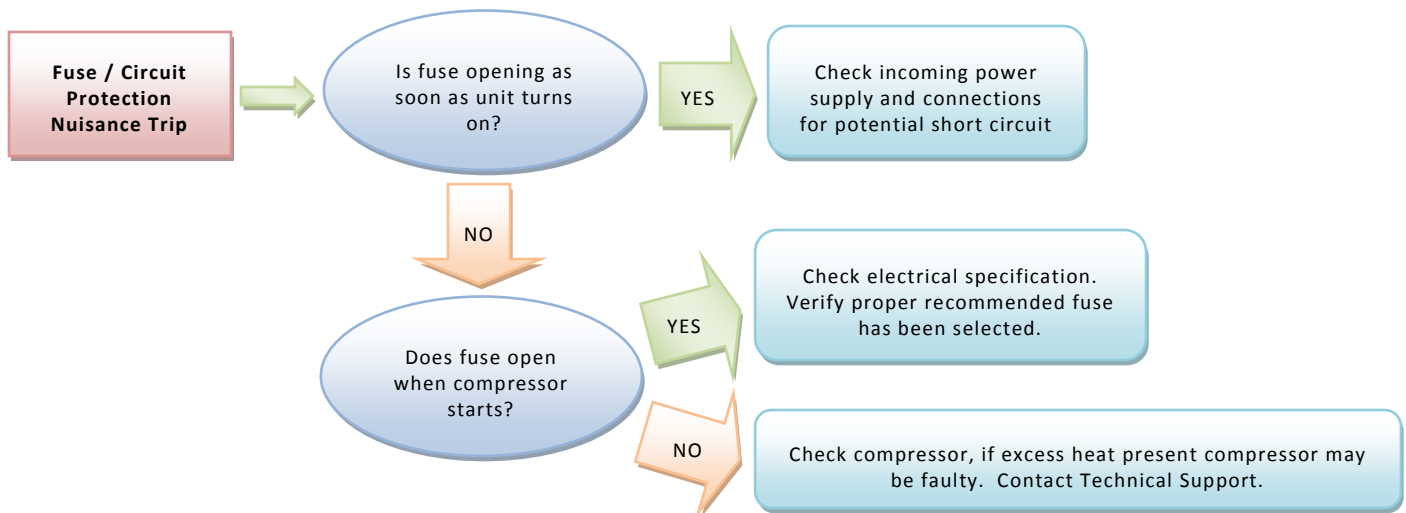 Fuse / Circuit
Protection
Nuisance Trip
Is fuse opening as
soon as unit turns
on?
YES
Check incoming power
supply and connections
for potential short circuit
NO
Does fuse open
when compressor
starts?
YES
Check electrical specification.
Verify proper recommended fuse
has been selected.
NO
Check compressor, if excess heat present compressor may
be faulty.  Contact Technical Support.